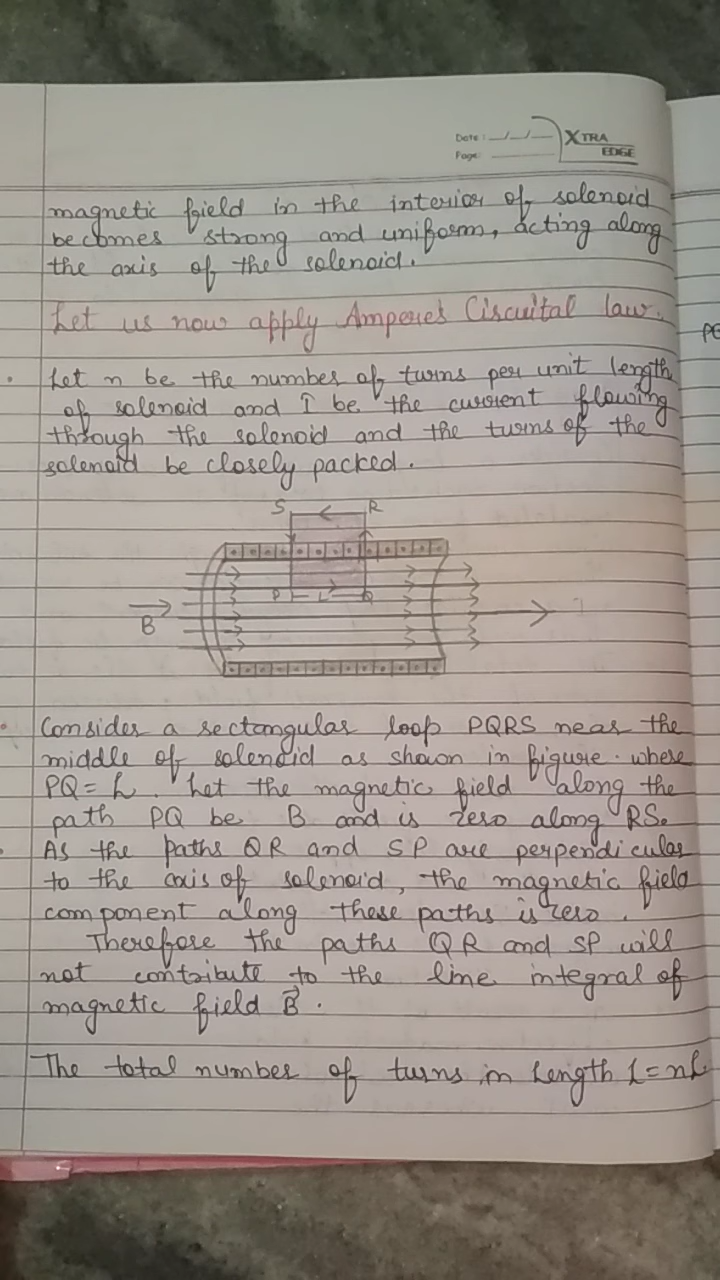 Date : __/__/__
XTRA
EDGE
Page:
magnetic field in the interior of solenoid
becomes strong and uniform, acting along
the axis of the solenoid.
Let us now apply Ampere's Circuital law.
Let n be the number of turns per unit length
of solenoid and I be the current flowing
through the solenoid and the turns of the
solenoid be closely packed.
S R
P L Q
B
Consider a rectangular loop PQRS near the
middle of solenoid as shown in figure. where
PQ = L. Let the magnetic field along the
path PQ be B and is zero along RS.
As the paths QR and SP are perpendicular
to the axis of solenoid, the magnetic field
component along these paths is zero.
Therefore the paths QR and SP will
not contribute to the line integral of
magnetic field B⃗.
The total number of turns in Length L = nL